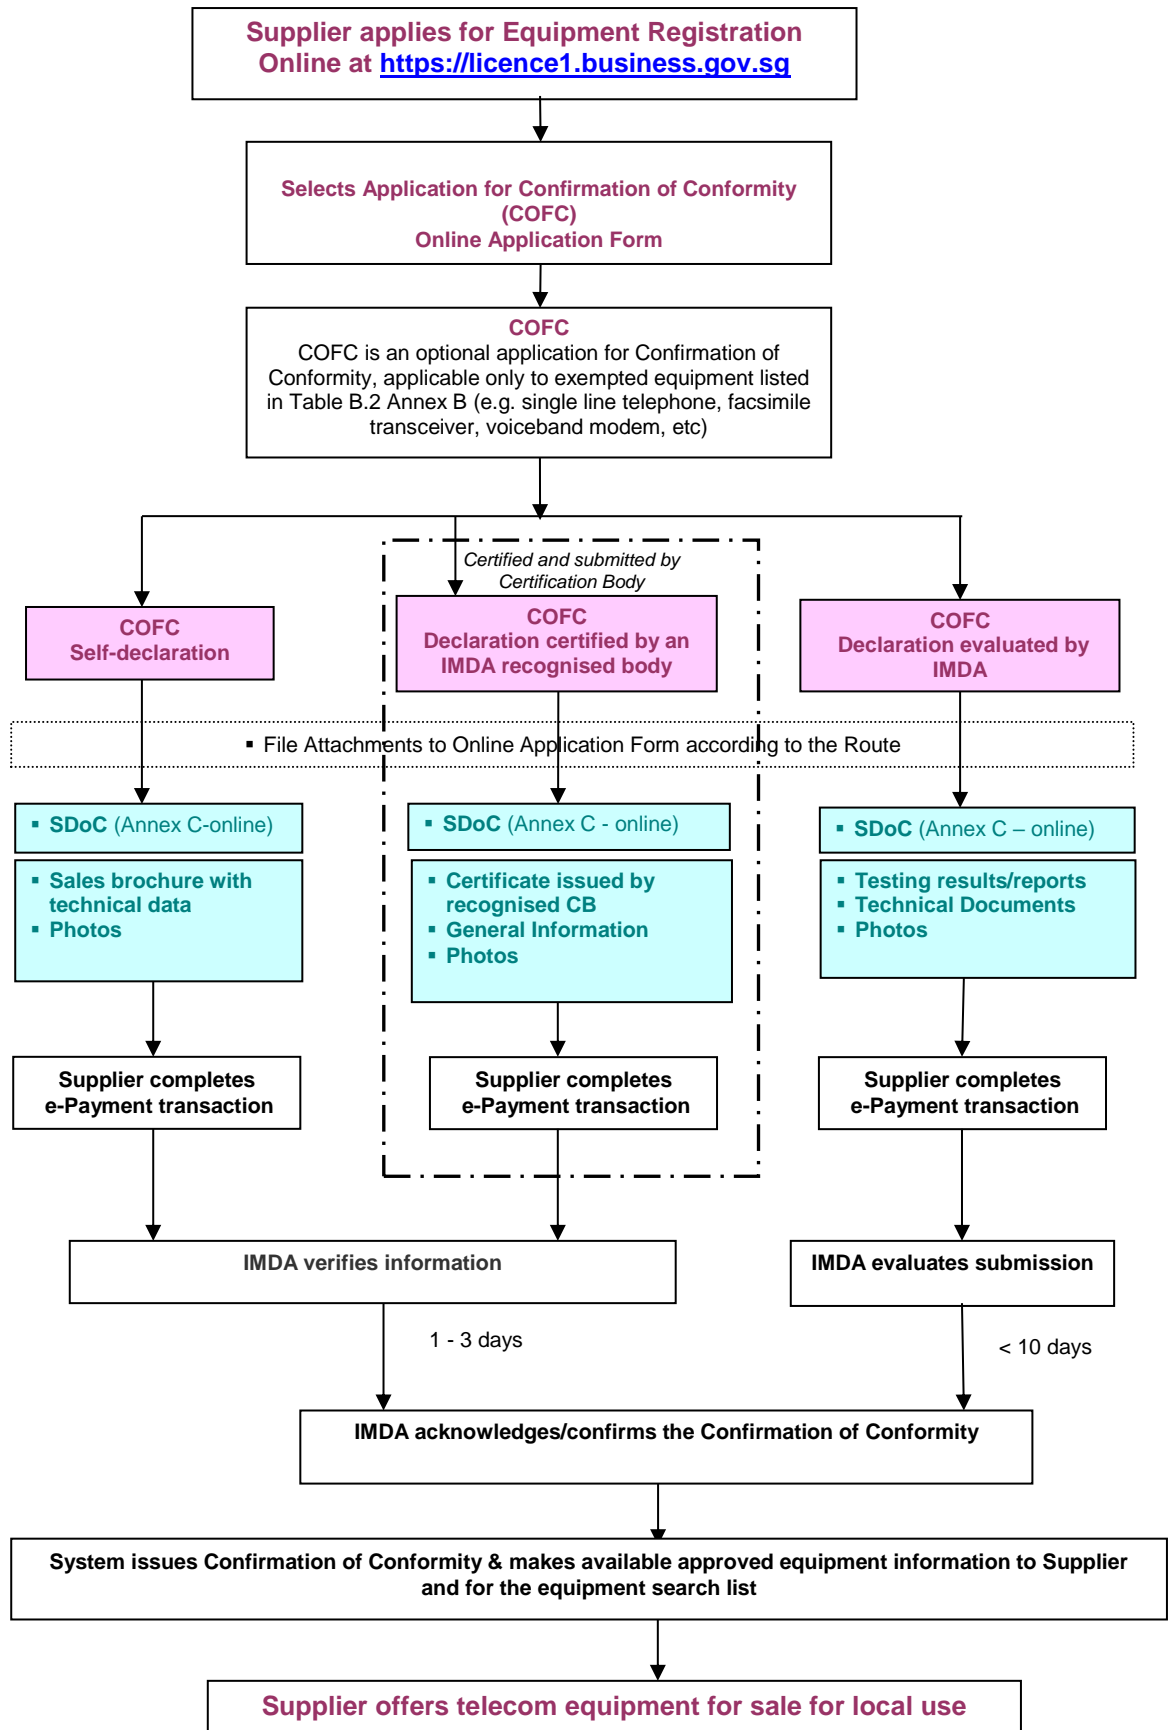 Supplier applies for Equipment Registration
Online at https://licence1.business.gov.sg
Selects Application for Confirmation of Conformity
(COFC)
Online Application Form
COFC
COFC is an optional application for Confirmation of
Conformity, applicable only to exempted equipment listed
in Table B.2 Annex B (e.g. single line telephone, facsimile
transceiver, voiceband modem, etc)
Certified and submitted by
Certification Body
COFC
Self-declaration
COFC
Declaration certified by an
IMDA recognised body
COFC
Declaration evaluated by
IMDA
▪ File Attachments to Online Application Form according to the Route
▪ SDoC (Annex C-online)
▪ Sales brochure with
technical data
▪ Photos
▪ SDoC (Annex C - online)
▪ Certificate issued by
recognised CB
▪ General Information
▪ Photos
▪ SDoC (Annex C – online)
▪ Testing results/reports
▪ Technical Documents
▪ Photos
Supplier completes
e-Payment transaction
Supplier completes
e-Payment transaction
Supplier completes
e-Payment transaction
IMDA verifies information
IMDA evaluates submission
1 - 3 days
< 10 days
IMDA acknowledges/confirms the Confirmation of Conformity
System issues Confirmation of Conformity & makes available approved equipment information to Supplier
and for the equipment search list
Supplier offers telecom equipment for sale for local use